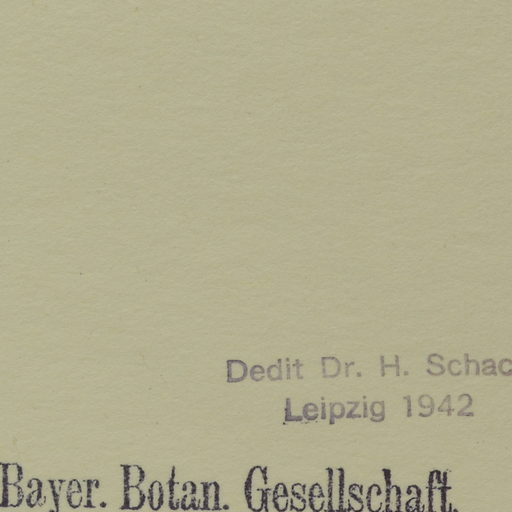 Dedit Dr. H. Schac
Leipzig 1942
Bayer. Botan. Gesellschaft.